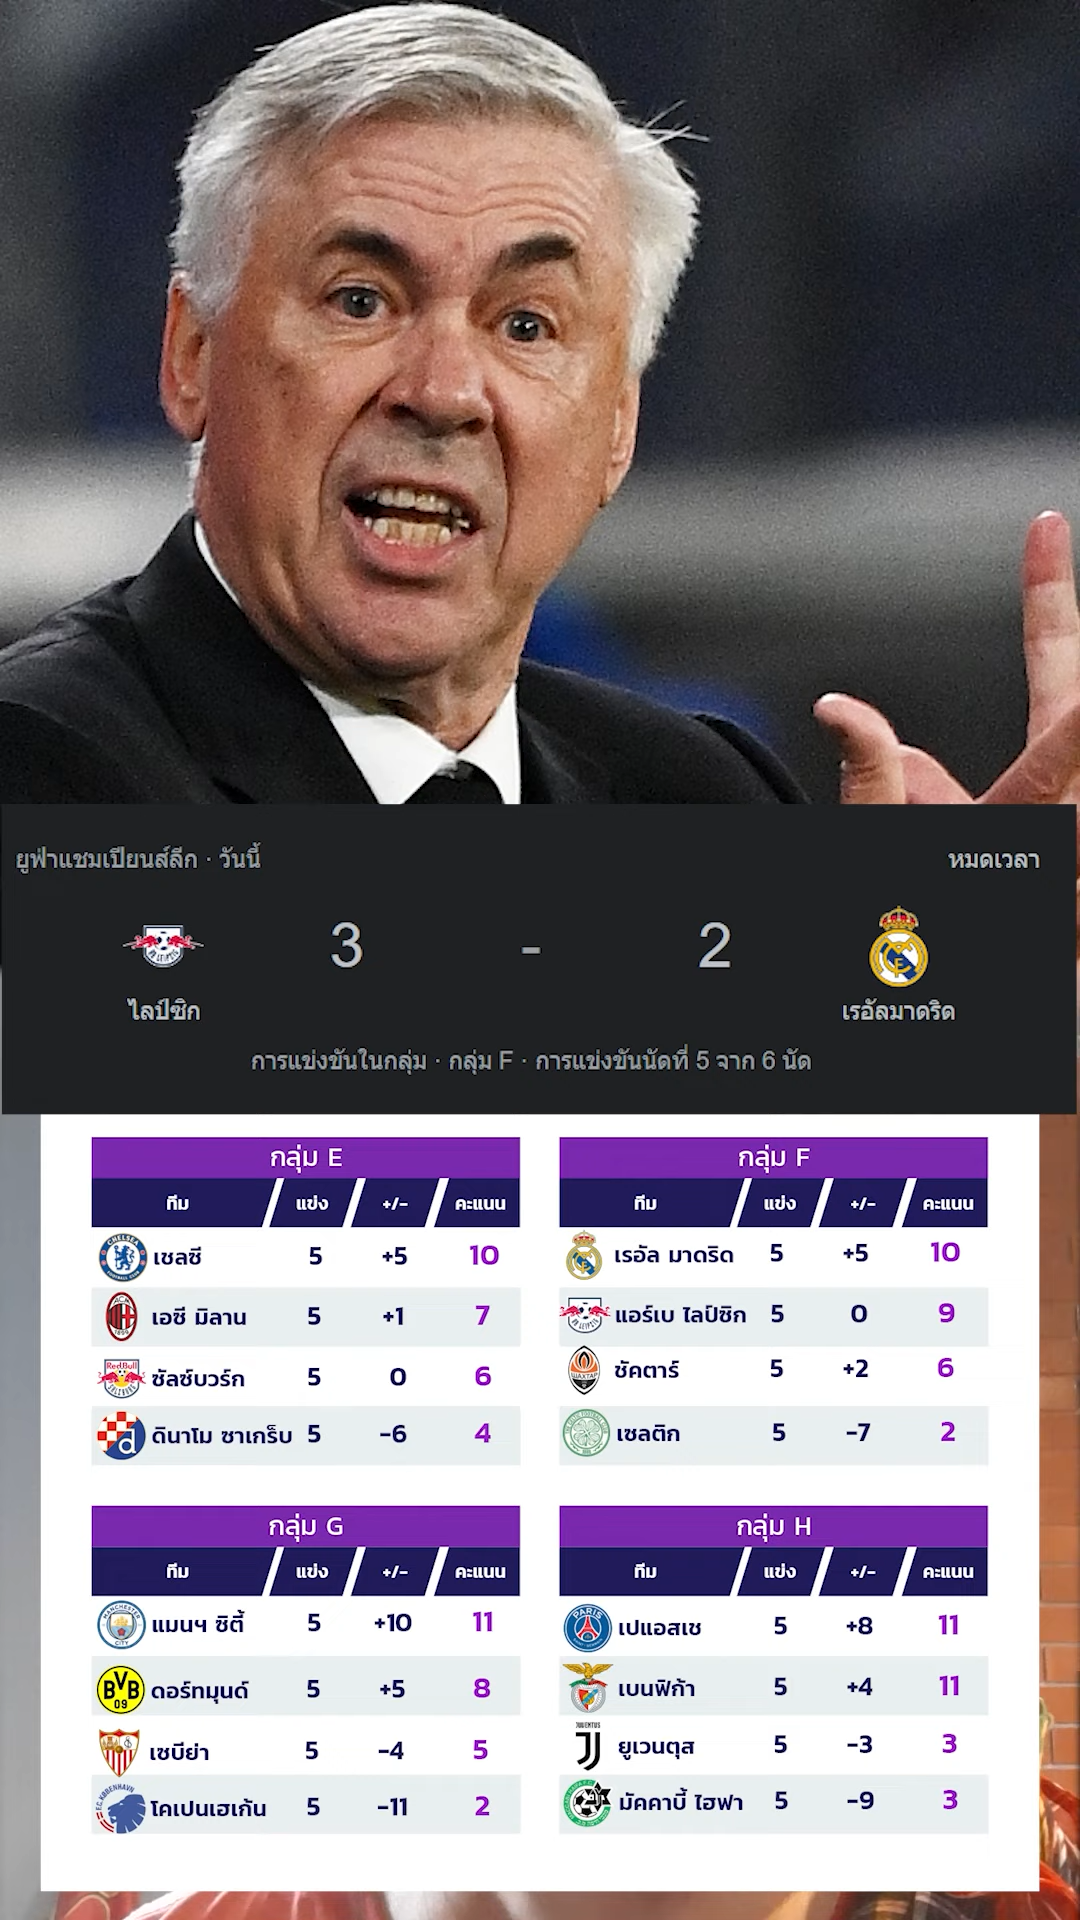 ยูฟ่าแชมเปียนส์ลีก · วันนี้ หมดเวลา
3 - 2
ไลป์ซิก เรอัลมาดริด
การแข่งขันในกลุ่ม · กลุ่ม F · การแข่งขันนัดที่ 5 จาก 6 นัด
กลุ่ม E
ทีม แข่ง +/- คะแนน
เชลซี 5 +5 10
เอซี มิลาน 5 +1 7
ซัลซ์บวร์ก 5 0 6
ดินาโม ซาเกร็บ 5 -6 4
กลุ่ม F
ทีม แข่ง +/- คะแนน
เรอัล มาดริด 5 +5 10
แอร์เบ ไลป์ซิก 5 0 9
ชัคตาร์ 5 +2 6
เซลติก 5 -7 2
กลุ่ม G
ทีม แข่ง +/- คะแนน
แมนฯ ซิตี้ 5 +10 11
ดอร์ทมุนด์ 5 +5 8
เซบีย่า 5 -4 5
โคเปนเฮเก้น 5 -11 2
กลุ่ม H
ทีม แข่ง +/- คะแนน
เปแอสเช 5 +8 11
เบนฟิก้า 5 +4 11
ยูเวนตุส 5 -3 3
มัคคาบี้ ไฮฟา 5 -9 3